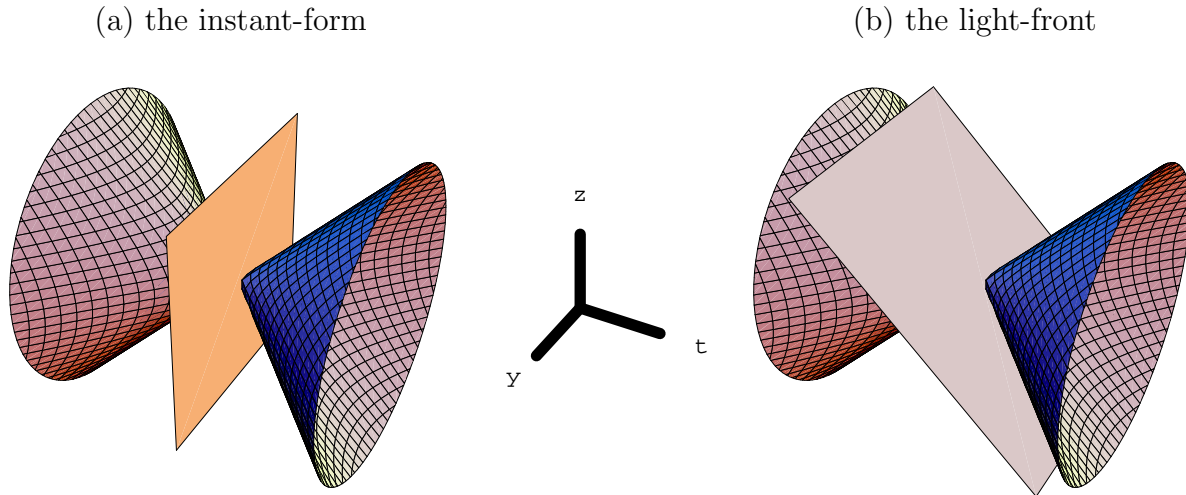 (a) the instant-form
(b) the light-front
z
t
y